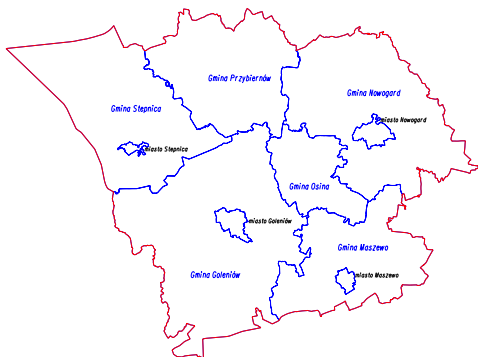 Gmina Przybiernów
Gmina Nowogard
Gmina Stepnica
miasto Nowogard
miasto Stepnica
Gmina Osina
miasto Goleniów
Gmina Maszewo
Gmina Goleniów
miasto Maszewo